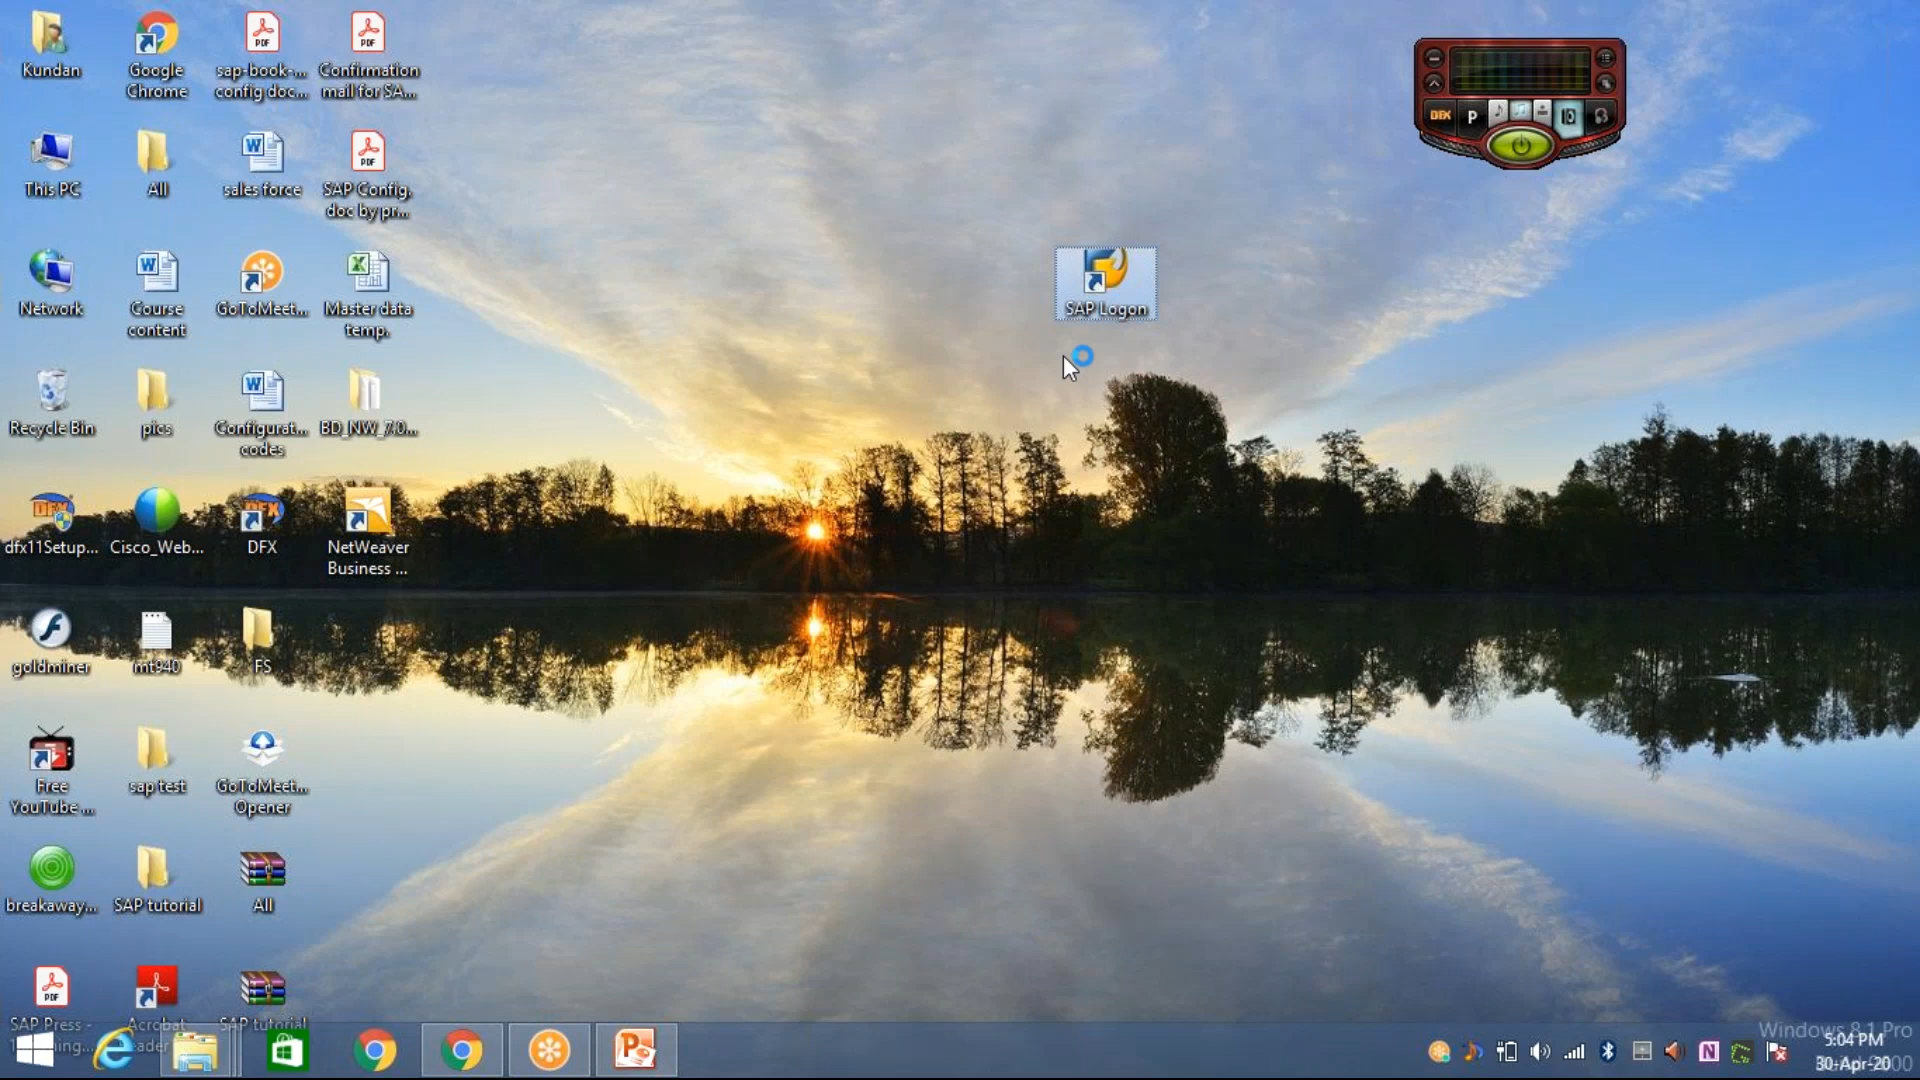 Kundan
Google
Chrome
sap-book-...
config doc...
Confirmation
mail for SA...
DFX
P
This PC
All
sales force
SAP Config.
doc by pr...
Network
Course
content
GoToMeet...
Master data
temp.
SAP Logon
Recycle Bin
pics
Configurat...
codes
BD_NW_7.0...
dfx11Setup...
Cisco_Web...
DFX
NetWeaver
Business ...
goldminer
mt940
FS
Free
YouTube ...
sap test
GoToMeet...
Opener
breakaway...
SAP tutorial
All
SAP Press -
Acrobat
SAP tutorial
Windows 8.1 Pro
5:04 PM
30-Apr-20